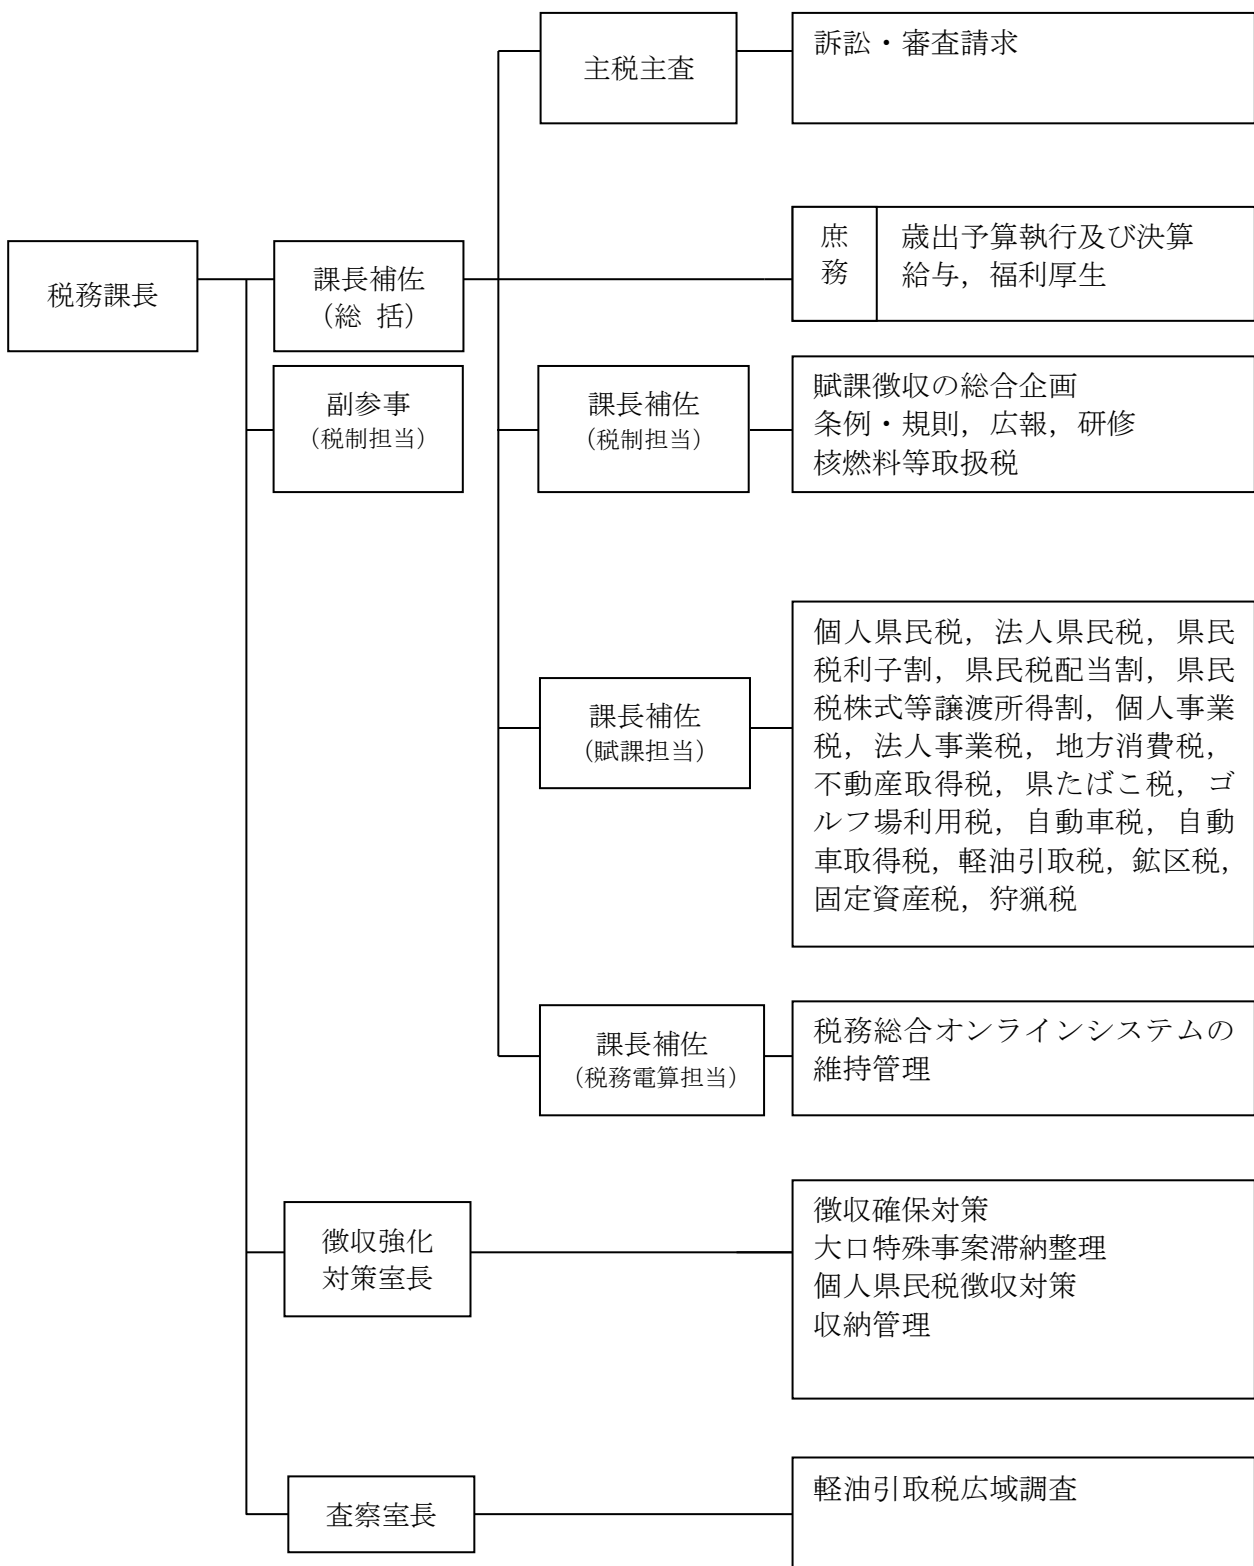 主税主査
訴訟・審査請求
税務課長
課長補佐
（総 括）
庶
務
歳出予算執行及び決算
給与，福利厚生
副参事
（税制担当）
課長補佐
（税制担当）
賦課徴収の総合企画
条例・規則，広報，研修
核燃料等取扱税
課長補佐
（賦課担当）
個人県民税，法人県民税，県民
税利子割，県民税配当割，県民
税株式等譲渡所得割，個人事業
税，法人事業税，地方消費税，
不動産取得税，県たばこ税，ゴ
ルフ場利用税，自動車税，自動
車取得税，軽油引取税，鉱区税，
固定資産税，狩猟税
課長補佐
（税務電算担当）
税務総合オンラインシステムの
維持管理
徴収強化
対策室長
徴収確保対策
大口特殊事案滞納整理
個人県民税徴収対策
収納管理
査察室長
軽油引取税広域調査